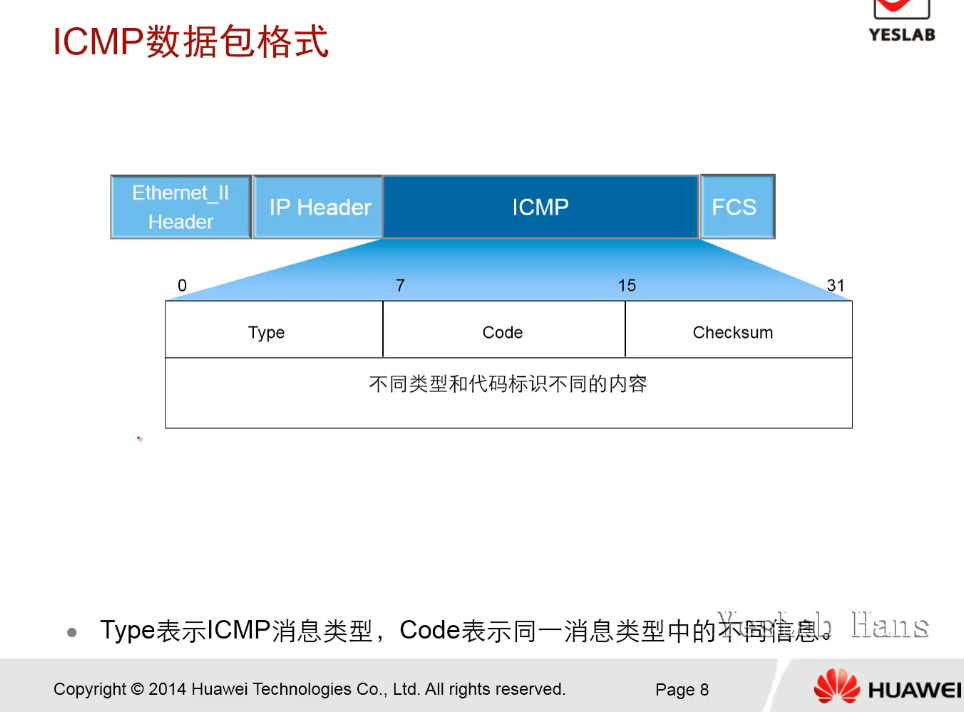 ICMP数据包格式
YESLAB
Ethernet_II
Header
IP Header
ICMP
FCS
0 7 15 31
Type Code Checksum
不同类型和代码标识不同的内容
Type表示ICMP消息类型，Code表示同一消息类型中的不同信息。
YesLab Hans
Copyright © 2014 Huawei Technologies Co., Ltd. All rights reserved.
Page 8
HUAWEI